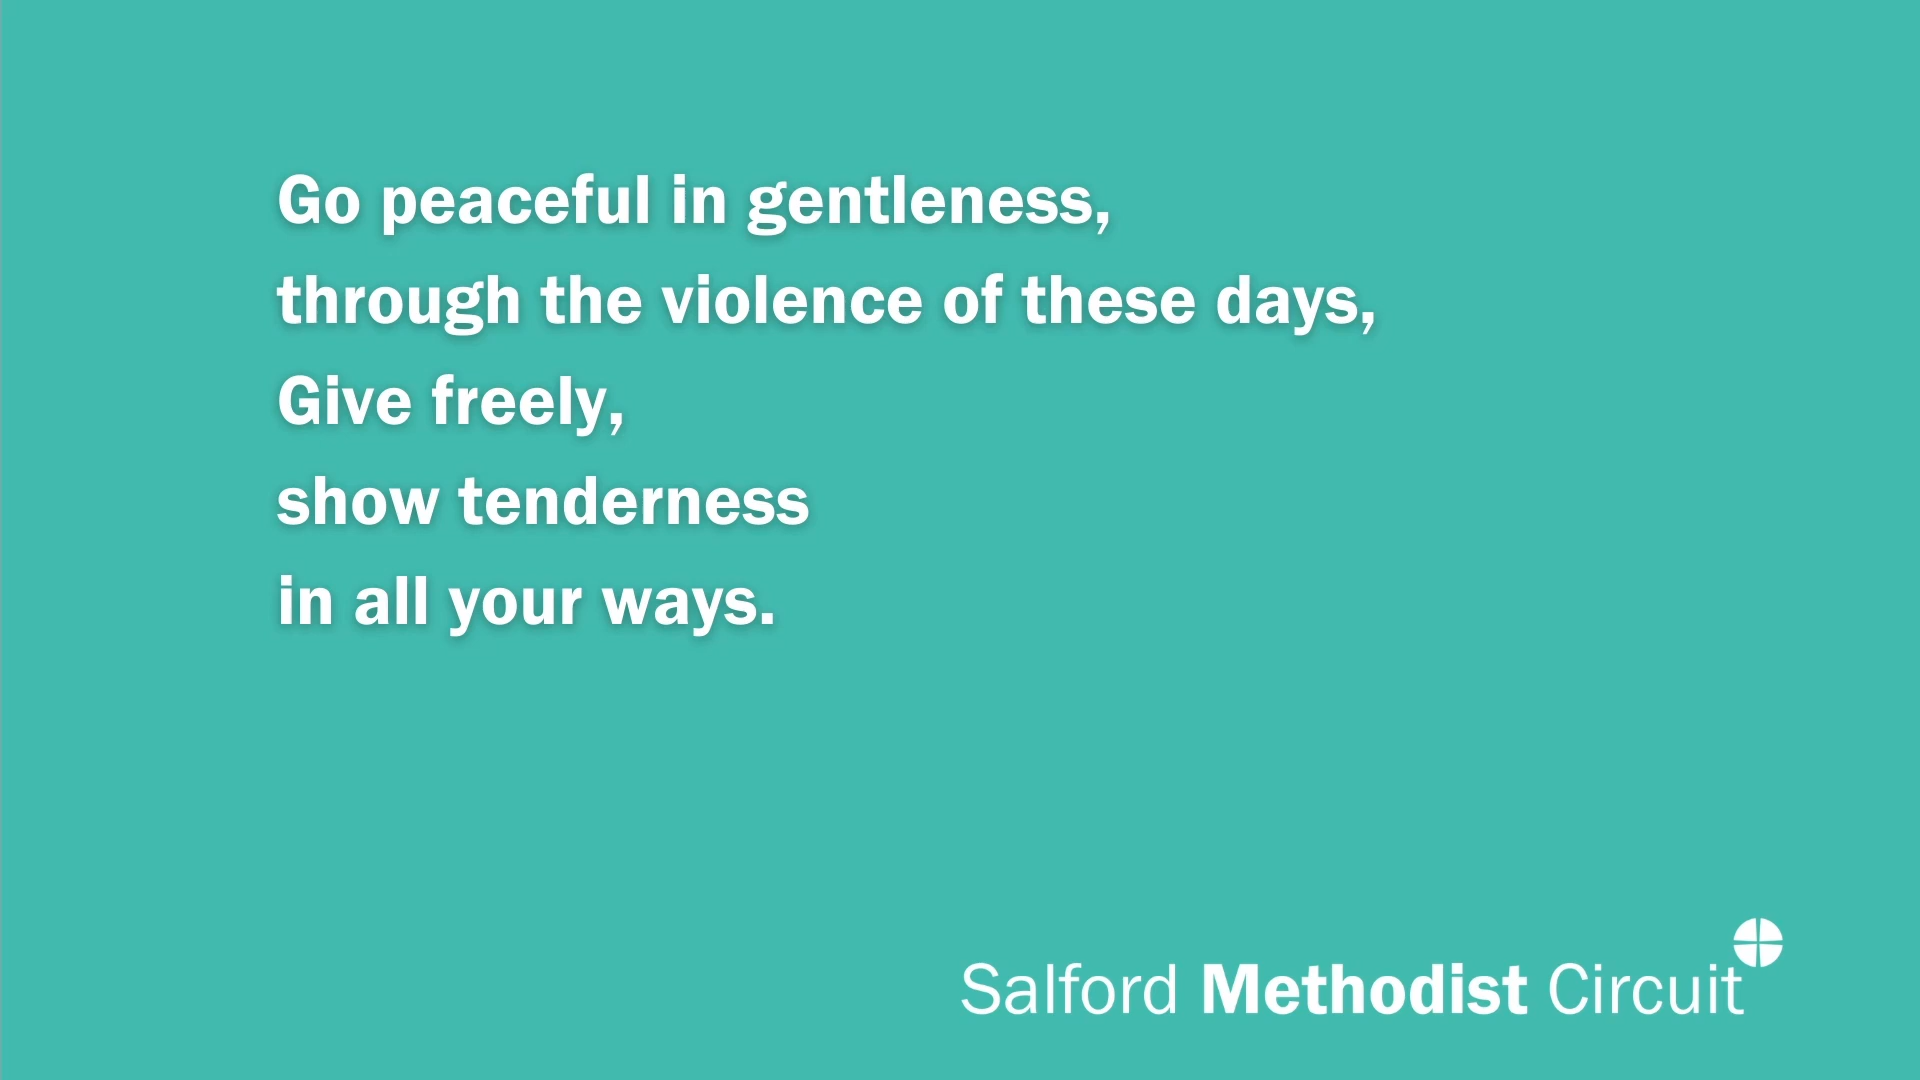 Go peaceful in gentleness,
through the violence of these days,
Give freely,
show tenderness
in all your ways.
Salford Methodist Circuit